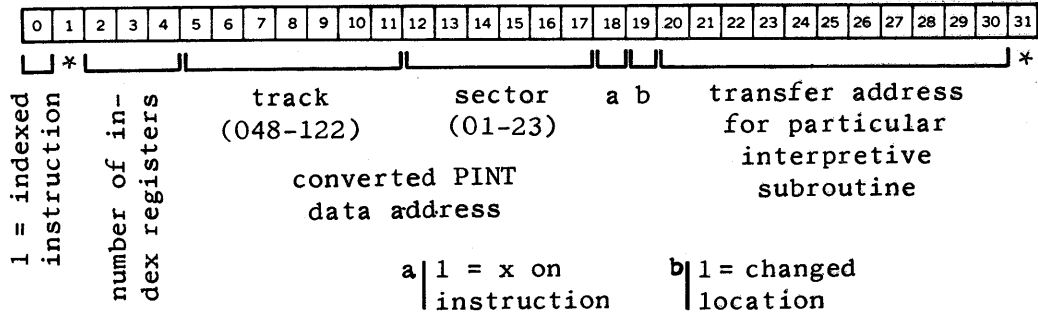 0 1 2 3 4 5 6 7 8 9 10 11 12 13 14 15 16 17 18 19 20 21 22 23 24 25 26 27 28 29 30 31
* *
1 = indexed
instruction
number of in-
dex registers
track
(048-122)
sector
(01-23)
converted PINT
data address
a b
transfer address
for particular
interpretive
subroutine
a 1 = x on
instruction
b 1 = changed
location